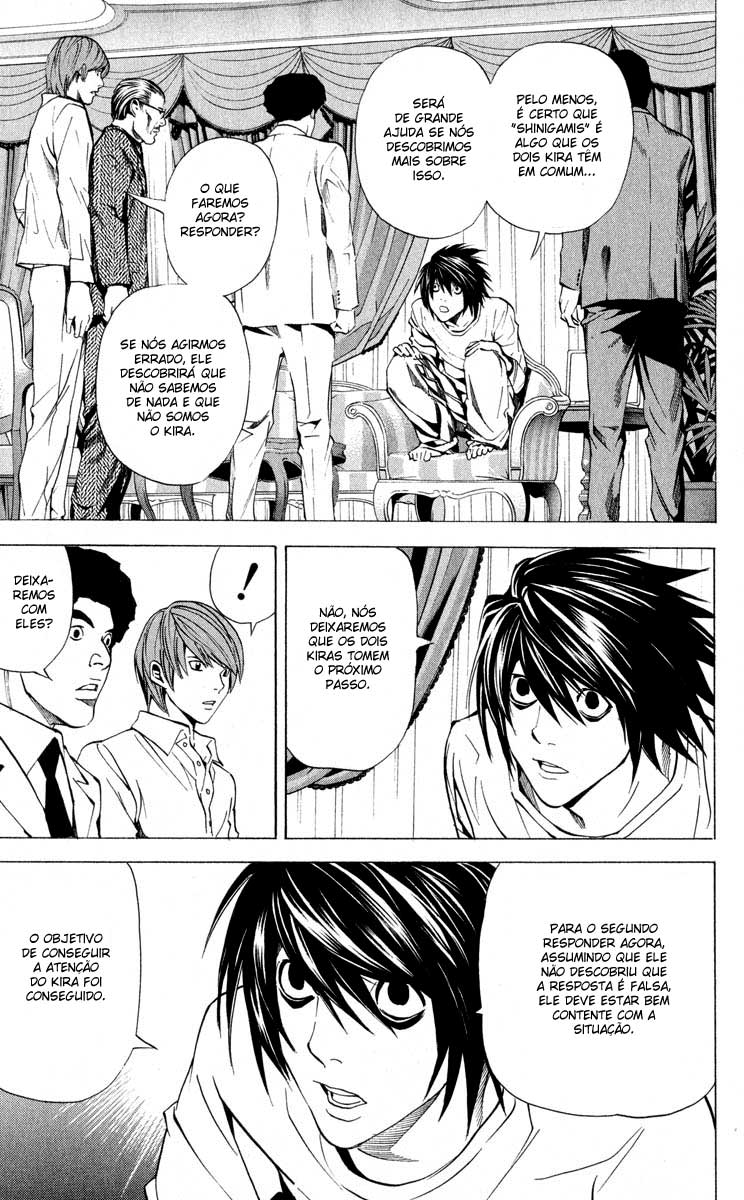 PELO MENOS,
É CERTO QUE
"SHINIGAMIS" É
ALGO QUE OS
DOIS KIRA TÊM
EM COMUM...
SERÁ
DE GRANDE
AJUDA SE NÓS
DESCOBRIMOS
MAIS SOBRE
ISSO.
O QUE
FAREMOS
AGORA?
RESPONDER?
SE NÓS AGIRMOS
ERRADO, ELE
DESCOBRIRÁ QUE
NÃO SABEMOS
DE NADA E QUE
NÃO SOMOS
O KIRA.
NÃO, NÓS
DEIXAREMOS
QUE OS DOIS
KIRAS TOMEM
O PRÓXIMO
PASSO.
!
DEIXA-
REMOS
COM
ELES?
PARA O SEGUNDO
RESPONDER AGORA,
ASSUMINDO QUE ELE
NÃO DESCOBRIU QUE
A RESPOSTA É FALSA,
ELE DEVE ESTAR BEM
CONTENTE COM A
SITUAÇÃO.
O OBJETIVO
DE CONSEGUIR
A ATENÇÃO
DO KIRA FOI
CONSEGUIDO.